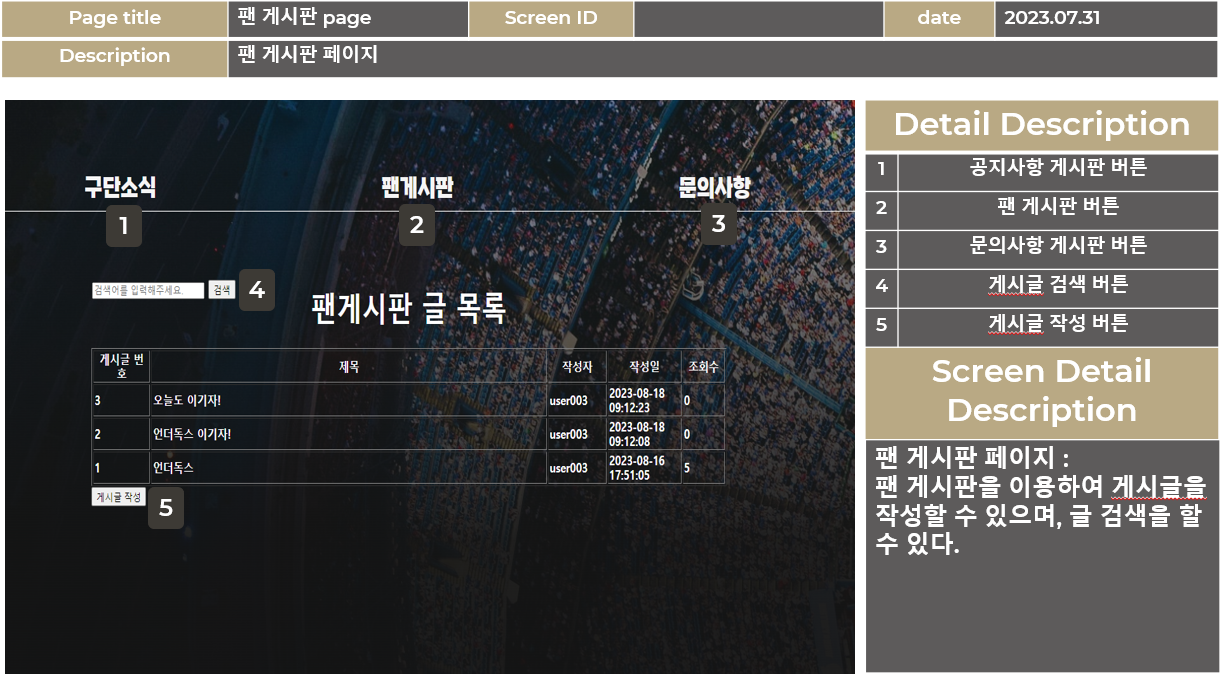 Page title 팬 게시판 page Screen ID date 2023.07.31
Description 팬 게시판 페이지
구단소식 팬게시판 문의사항
1 2 3
검색어를 입력해주세요. 검색 4
팬게시판 글 목록
게시글 번호 제목 작성자 작성일 조회수
3 오늘도 이기자! user003 2023-08-18 09:12:23 0
2 언더독스 이기자! user003 2023-08-18 09:12:08 0
1 언더독스 user003 2023-08-16 17:51:05 5
게시글 작성 5
Detail Description
1 공지사항 게시판 버튼
2 팬 게시판 버튼
3 문의사항 게시판 버튼
4 게시글 검색 버튼
5 게시글 작성 버튼
Screen Detail
Description
팬 게시판 페이지 :
팬 게시판을 이용하여 게시글을
작성할 수 있으며, 글 검색을 할
수 있다.